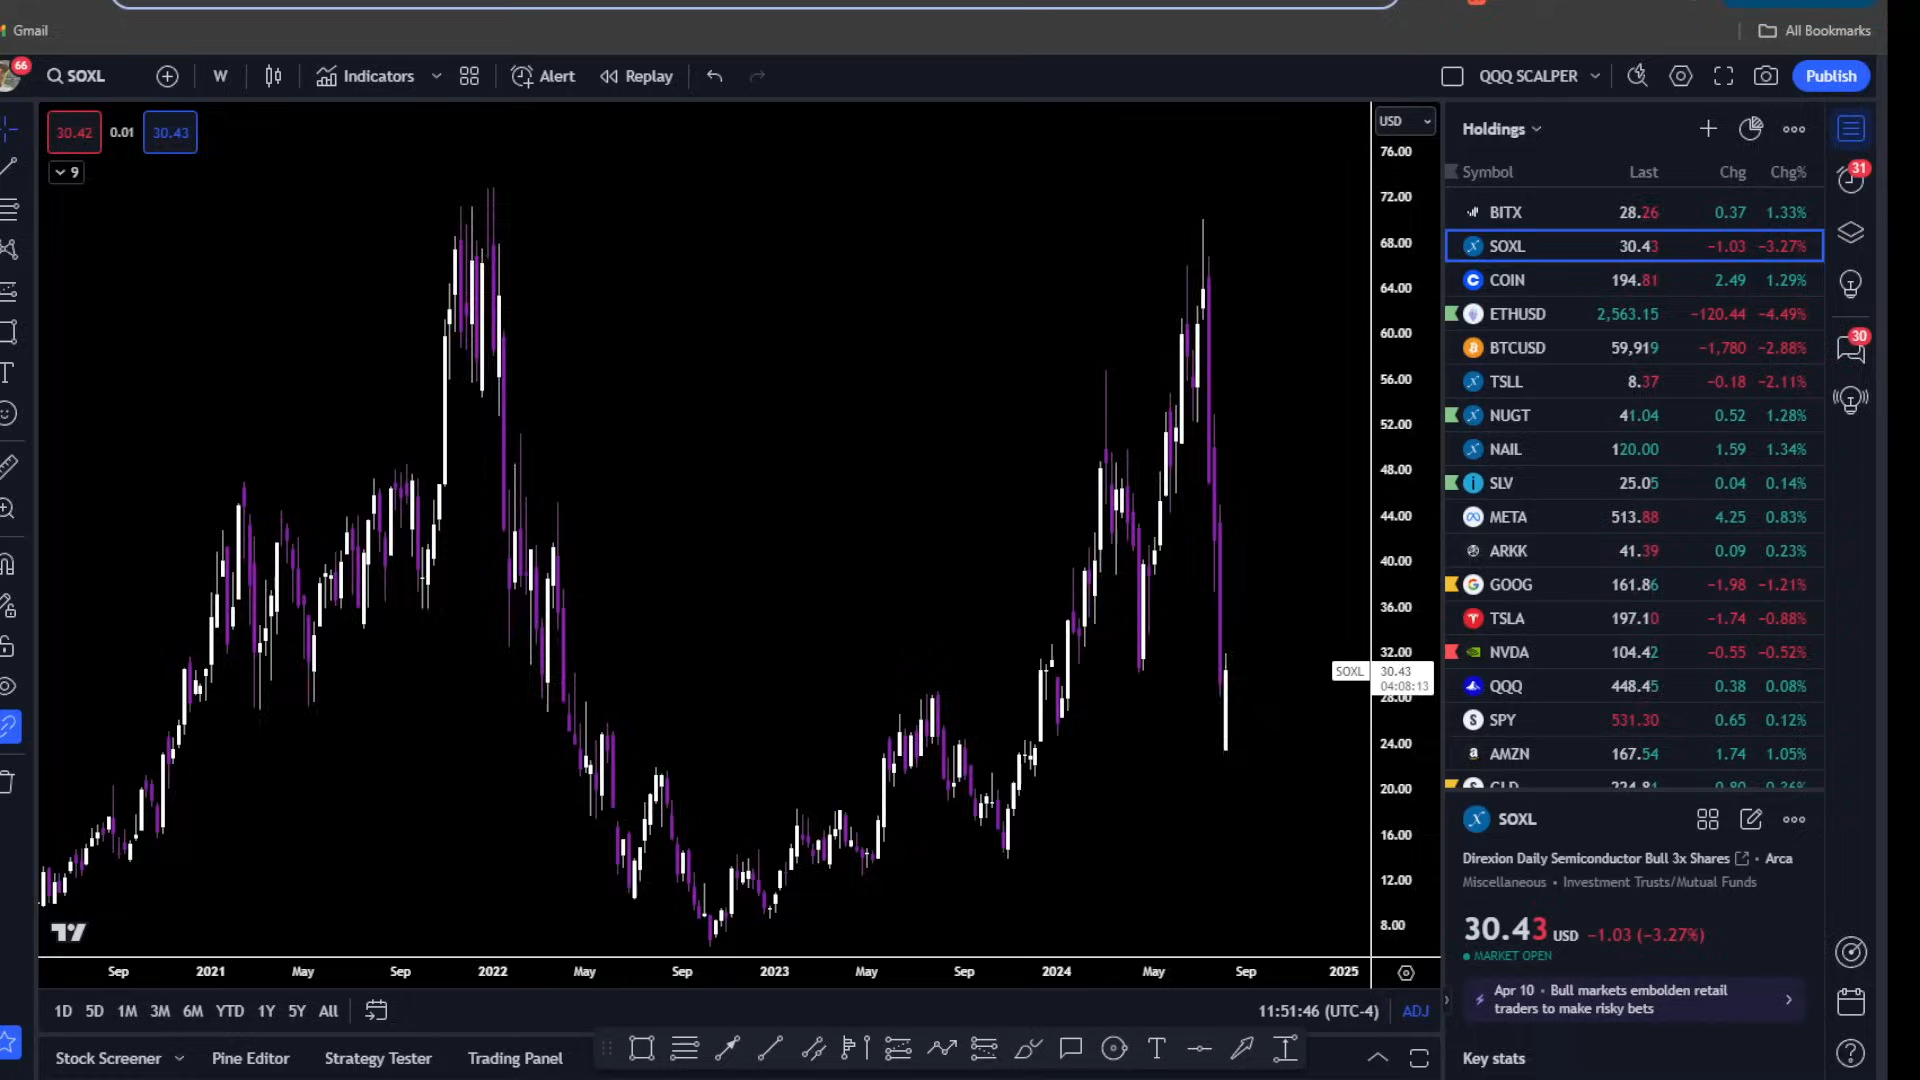 Gmail
All Bookmarks
66
SOXL
W
Indicators
Alert
Replay
QQQ SCALPER
Publish
30.42
0.01
30.43
9
USD
76.00
72.00
68.00
64.00
60.00
56.00
52.00
48.00
44.00
40.00
36.00
32.00
SOXL 30.43
04:08:13
28.00
24.00
20.00
16.00
12.00
8.00
Sep 2021 May Sep 2022 May Sep 2023 May Sep 2024 May Sep 2025
1D 5D 1M 3M 6M YTD 1Y 5Y All
11:51:46 (UTC-4) ADJ
Stock Screener Pine Editor Strategy Tester Trading Panel
Holdings
Symbol Last Chg Chg%
BITX 28.26 0.37 1.33%
SOXL 30.43 −1.03 −3.27%
COIN 194.81 2.49 1.29%
ETHUSD 2,563.15 −120.44 −4.49%
BTCUSD 59,919 −1,780 −2.88%
TSLL 8.37 −0.18 −2.11%
NUGT 41.04 0.52 1.28%
NAIL 120.00 1.59 1.34%
SLV 25.05 0.04 0.14%
META 513.88 4.25 0.83%
ARKK 41.39 0.09 0.23%
GOOG 161.86 −1.98 −1.21%
TSLA 197.10 −1.74 −0.88%
NVDA 104.42 −0.55 −0.52%
QQQ 448.45 0.38 0.08%
SPY 531.30 0.65 0.12%
AMZN 167.54 1.74 1.05%
SOXL
Direxion Daily Semiconductor Bull 3x Shares • Arca
Miscellaneous • Investment Trusts/Mutual Funds
30.43 USD −1.03 (−3.27%)
MARKET OPEN
Apr 10 • Bull markets embolden retail
traders to make risky bets
Key stats
31
30